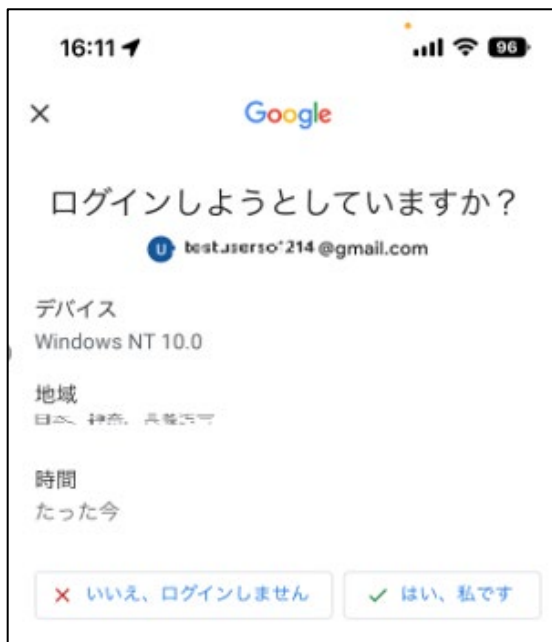 16:11
96
×
Google
ログインしようとしていますか？
U @gmail.com
デバイス
Windows NT 10.0
地域
時間
たった今
いいえ、ログインしません
はい、私です